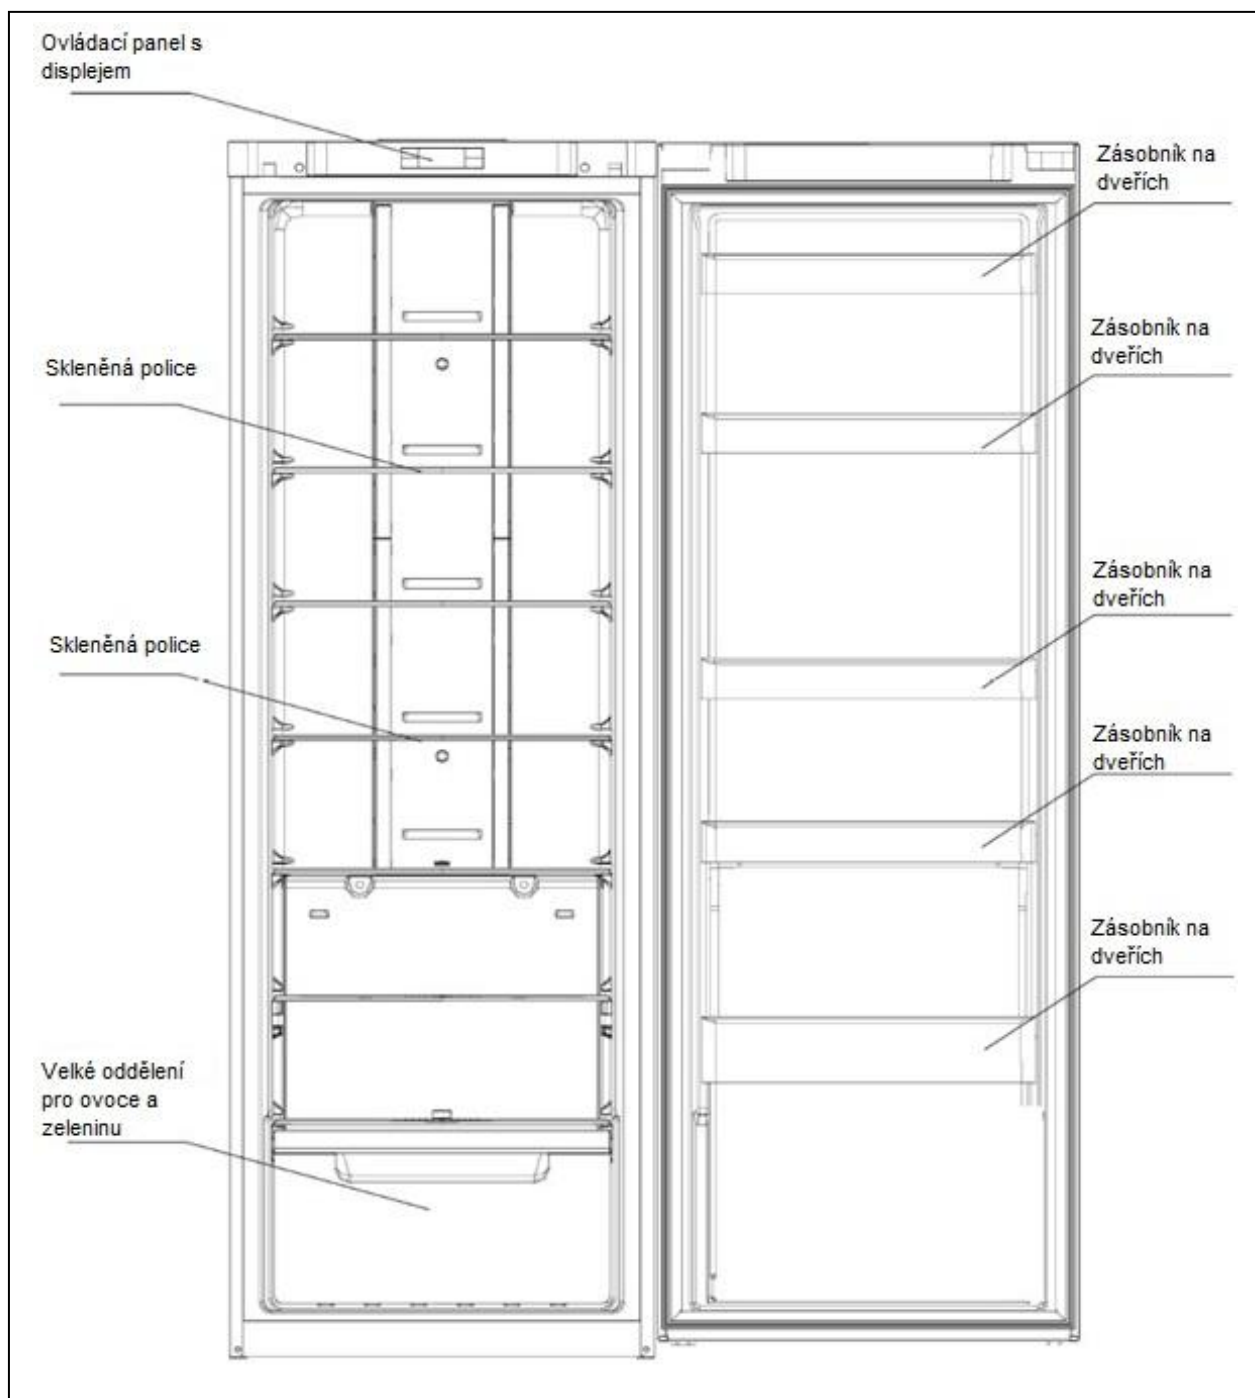 Ovládací panel s
displejem
Zásobník na
dveřích
Zásobník na
dveřích
Skleněná police
Zásobník na
dveřích
Skleněná police
Zásobník na
dveřích
Zásobník na
dveřích
Velké oddělení
pro ovoce a
zeleninu